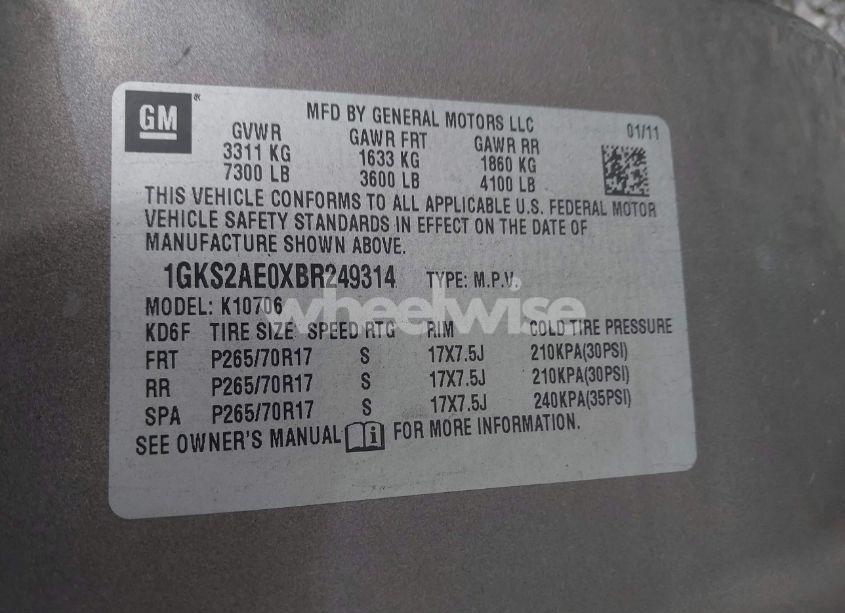 GM
MFD BY GENERAL MOTORS LLC
01/11
GVWR GAWR FRT GAWR RR
3311 KG 1633 KG 1860 KG
7300 LB 3600 LB 4100 LB
THIS VEHICLE CONFORMS TO ALL APPLICABLE U.S. FEDERAL MOTOR
VEHICLE SAFETY STANDARDS IN EFFECT ON THE DATE OF
MANUFACTURE SHOWN ABOVE.
1GKS2AE0XBR249314 TYPE: M.P.V.
MODEL: K10706
wheelwise
KD6F TIRE SIZE SPEED RTG RIM COLD TIRE PRESSURE
FRT P265/70R17 S 17X7.5J 210KPA(30PSI)
RR P265/70R17 S 17X7.5J 210KPA(30PSI)
SPA P265/70R17 S 17X7.5J 240KPA(35PSI)
SEE OWNER'S MANUAL i FOR MORE INFORMATION.